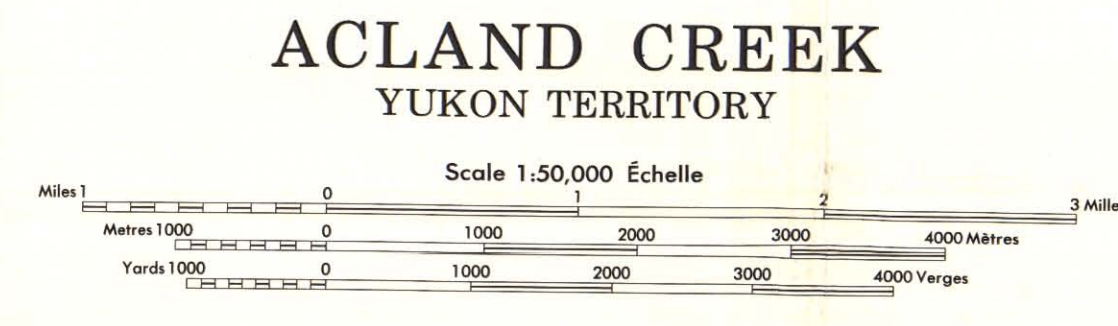 ACLAND CREEK
YUKON TERRITORY
Scale 1:50,000 Échelle
Miles 1 0 1 2 3 Mille
Metres 1000 0 1000 2000 3000 4000 Mètres
Yards 1000 0 1000 2000 3000 4000 Verges